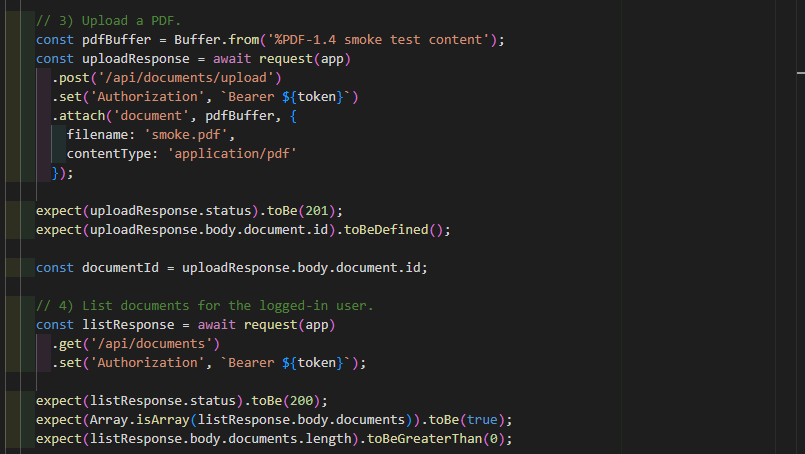 // 3) Upload a PDF.
const pdfBuffer = Buffer.from('%PDF-1.4 smoke test content');
const uploadResponse = await request(app)
.post('/api/documents/upload')
.set('Authorization', `Bearer ${token}`)
.attach('document', pdfBuffer, {
filename: 'smoke.pdf',
contentType: 'application/pdf'
});
expect(uploadResponse.status).toBe(201);
expect(uploadResponse.body.document.id).toBeDefined();
const documentId = uploadResponse.body.document.id;
// 4) List documents for the logged-in user.
const listResponse = await request(app)
.get('/api/documents')
.set('Authorization', `Bearer ${token}`);
expect(listResponse.status).toBe(200);
expect(Array.isArray(listResponse.body.documents)).toBe(true);
expect(listResponse.body.documents.length).toBeGreaterThan(0);